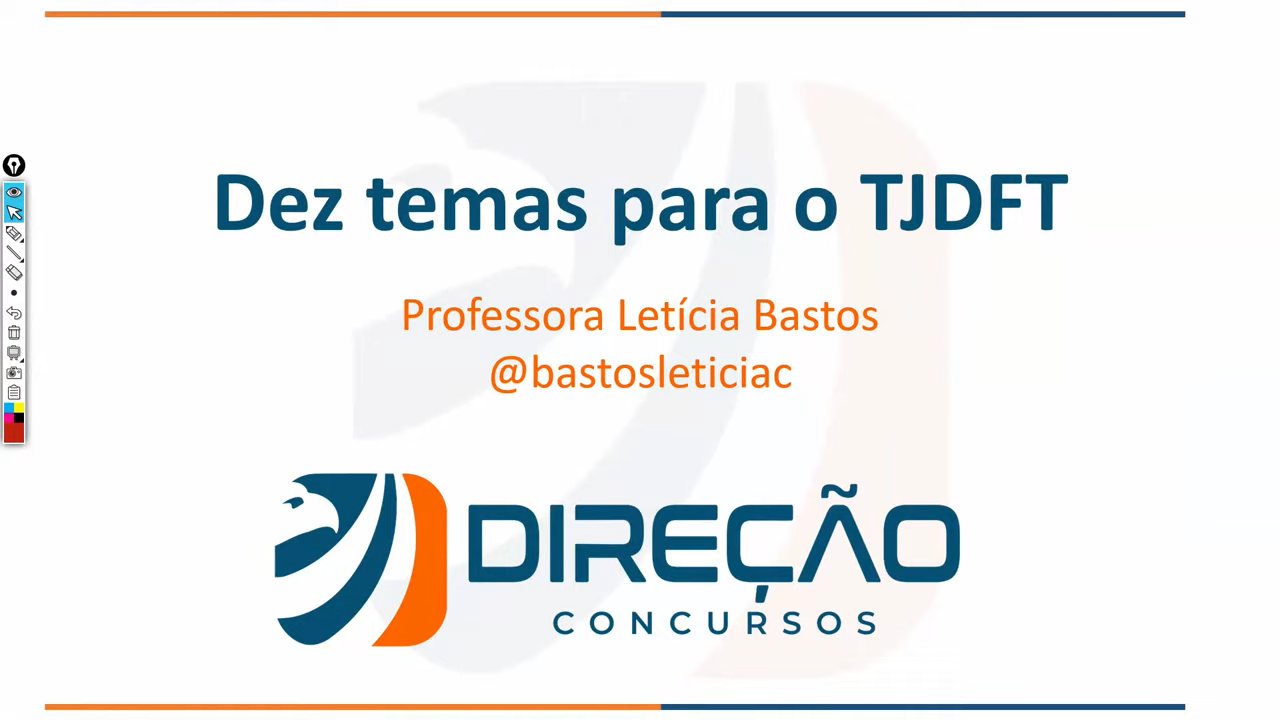 Dez temas para o TJDFT
Professora Letícia Bastos
@bastosleticiac
DIREÇÃO
CONCURSOS